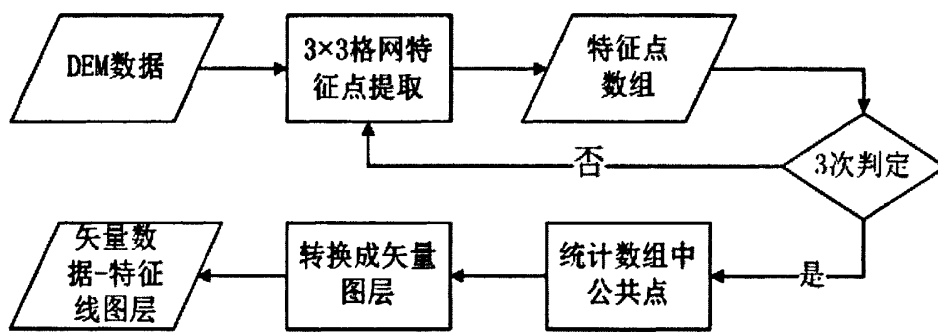 DEM数据
3×3格网特
征点提取
特征点
数组
3次判定
否
是
统计数组中
公共点
转换成矢量
图层
矢量数
据-特征
线图层